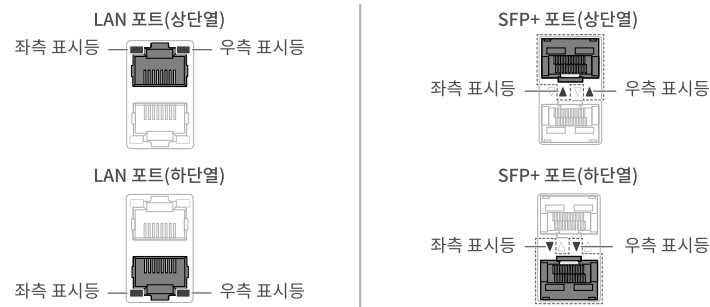 LAN 포트(상단열)
좌측 표시등 우측 표시등
LAN 포트(하단열)
좌측 표시등 우측 표시등
SFP+ 포트(상단열)
좌측 표시등 우측 표시등
SFP+ 포트(하단열)
좌측 표시등 우측 표시등